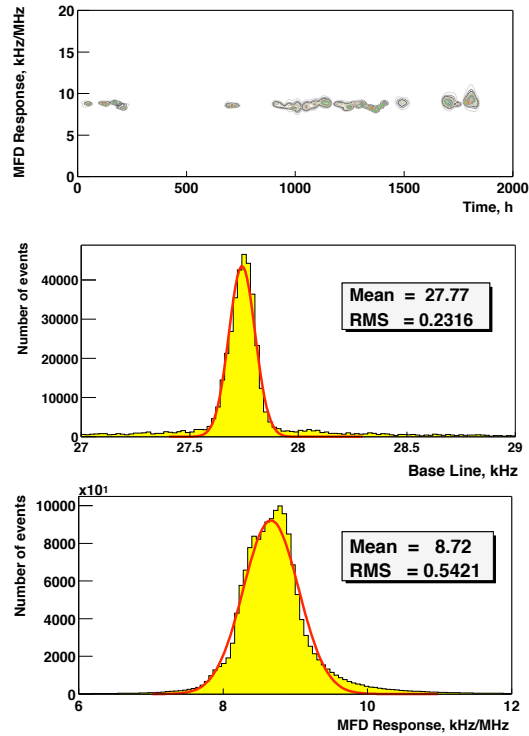 MFD Response, kHz/MHz
20
15
10
5
0
0 500 1000 1500 2000
Time, h
Number of events
40000
30000
20000
10000
0
Mean = 27.77
RMS = 0.2316
27 27.5 28 28.5 29
Base Line, kHz
x10¹
Number of events
10000
8000
6000
4000
2000
0
Mean = 8.72
RMS = 0.5421
6 8 10 12
MFD Response, kHz/MHz